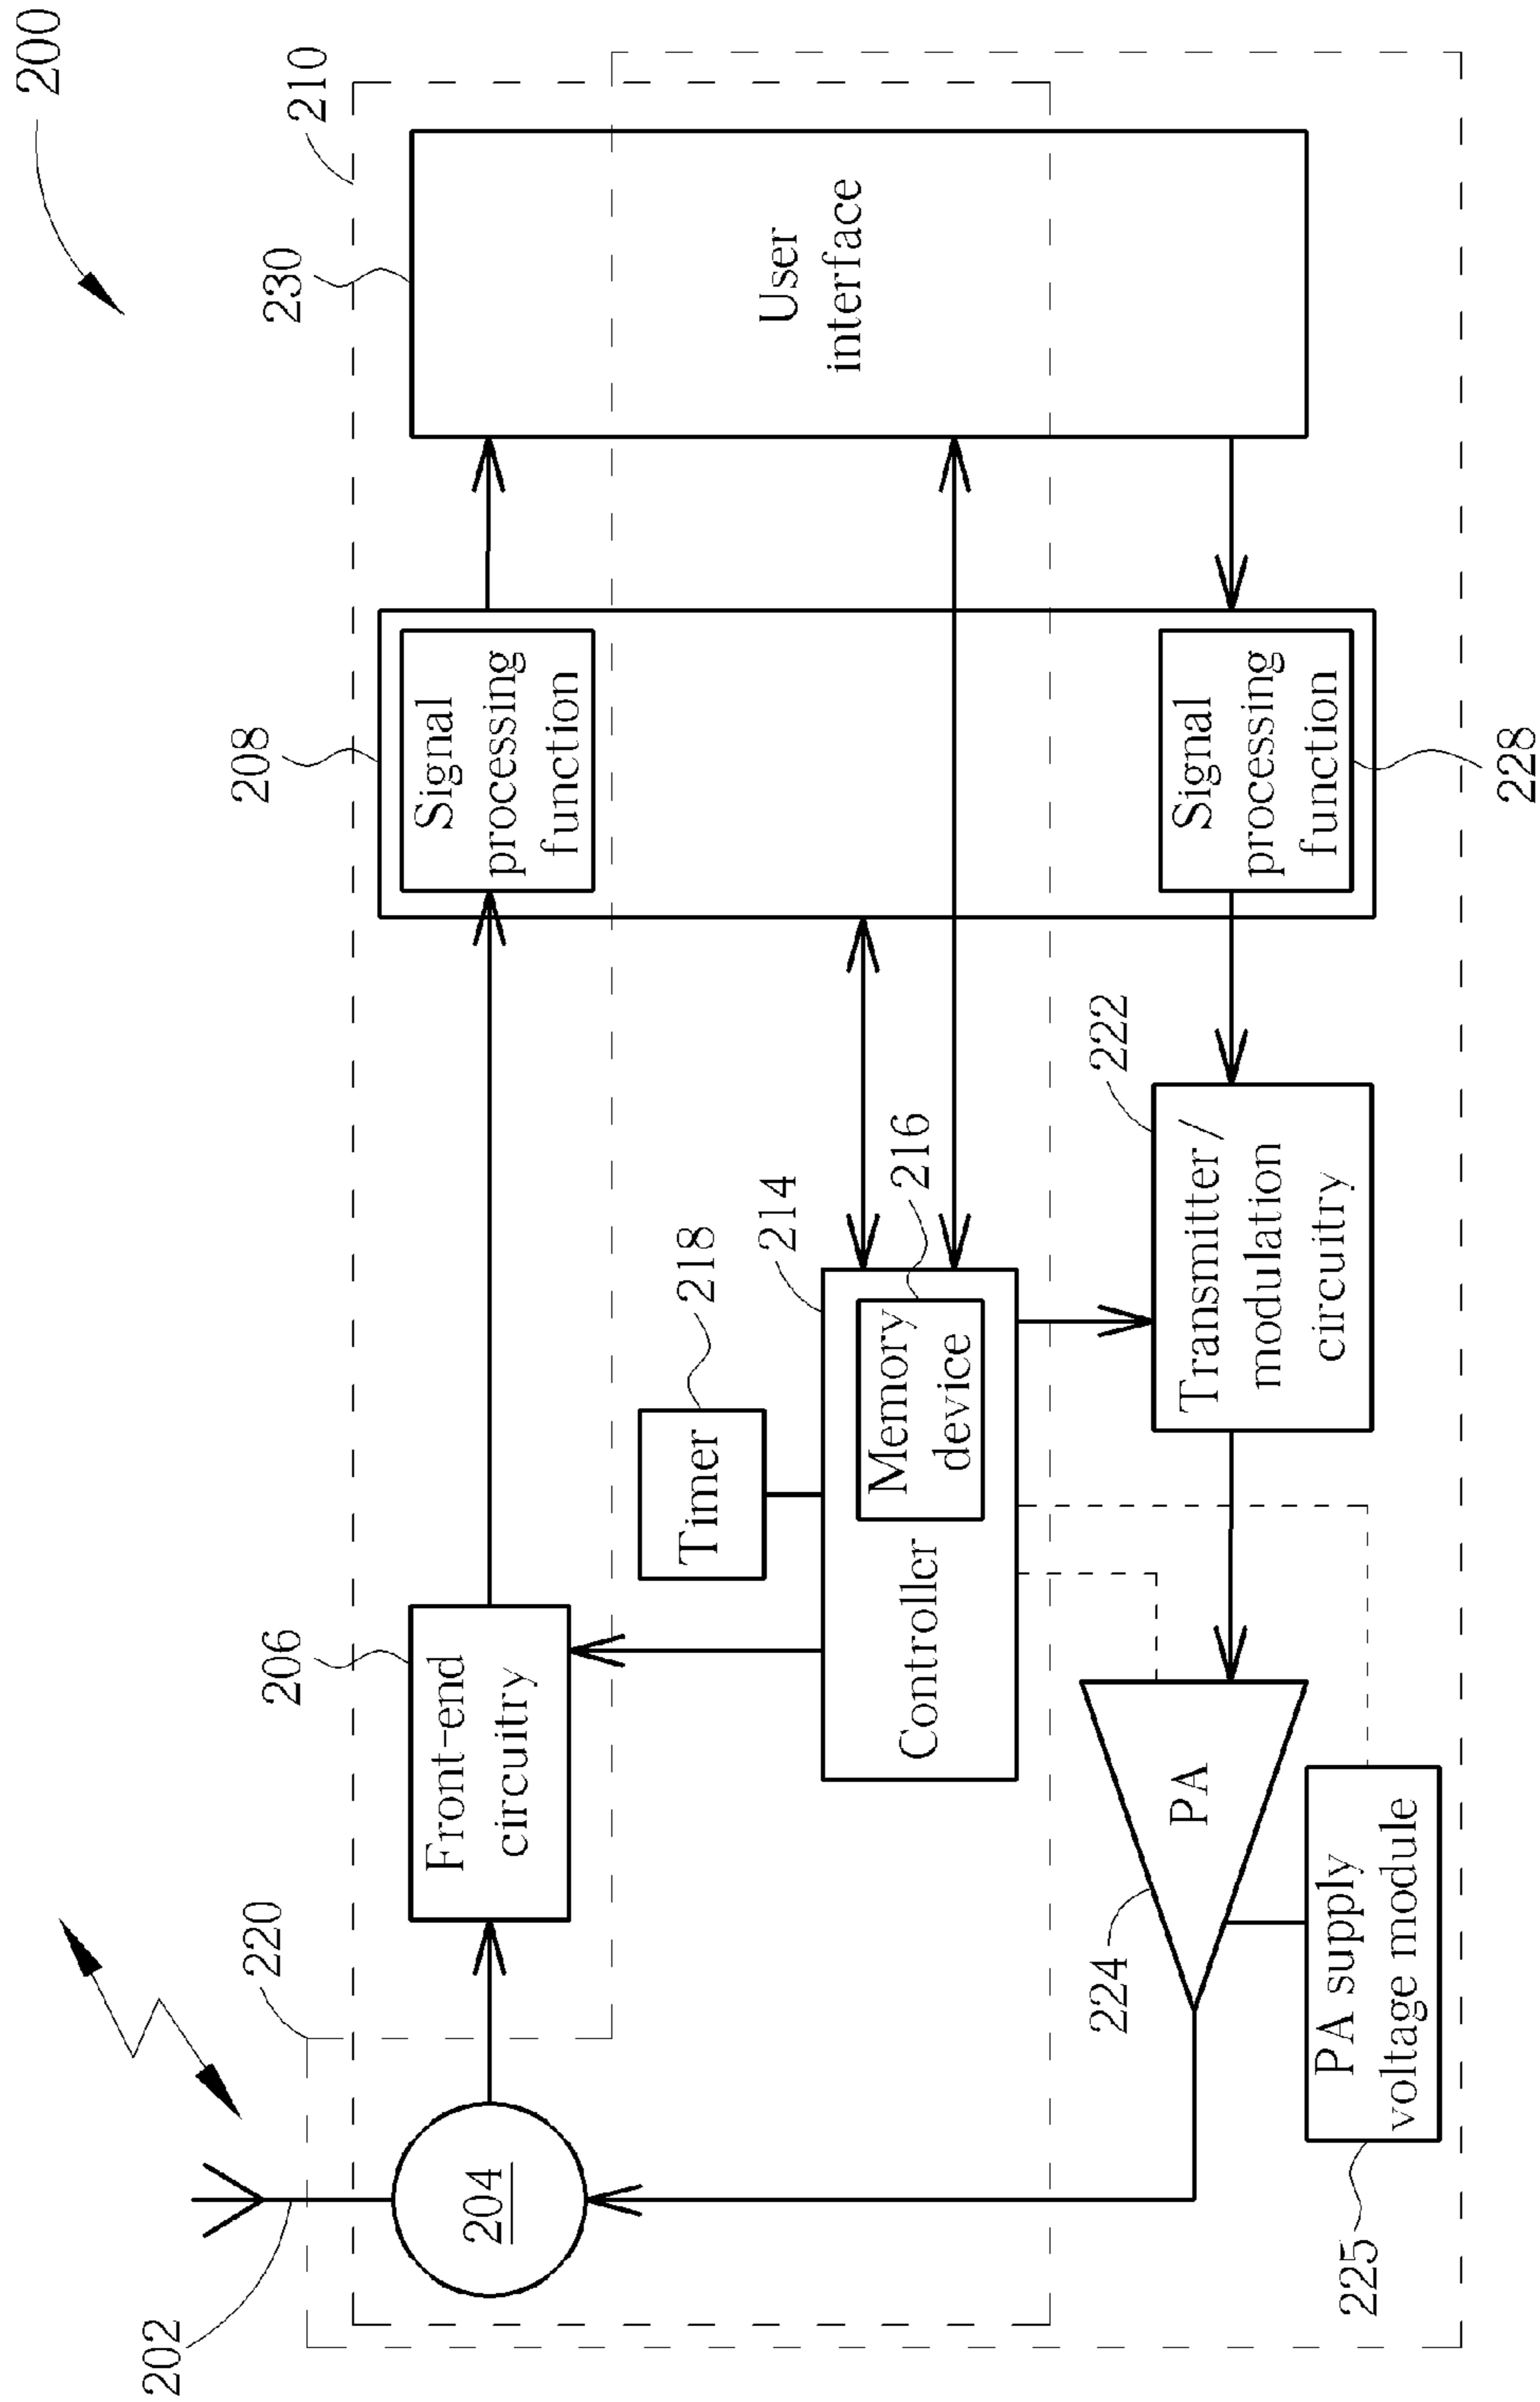 200
210
220
230
208
206
202
204
Front-end
circuitry
Signal
processing
function
User
interface
218
Timer
214
216
Memory
device
Controller
222
Transmitter/
modulation
circuitry
Signal
processing
function
228
224
PA
PA supply
voltage module
225